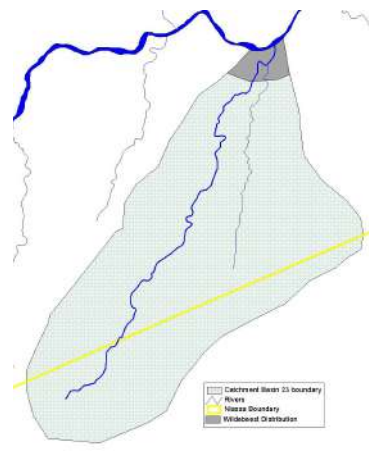 Catchment Basin 23 boundary
Rivers
Niassa Boundary
Wildebeest Distribution